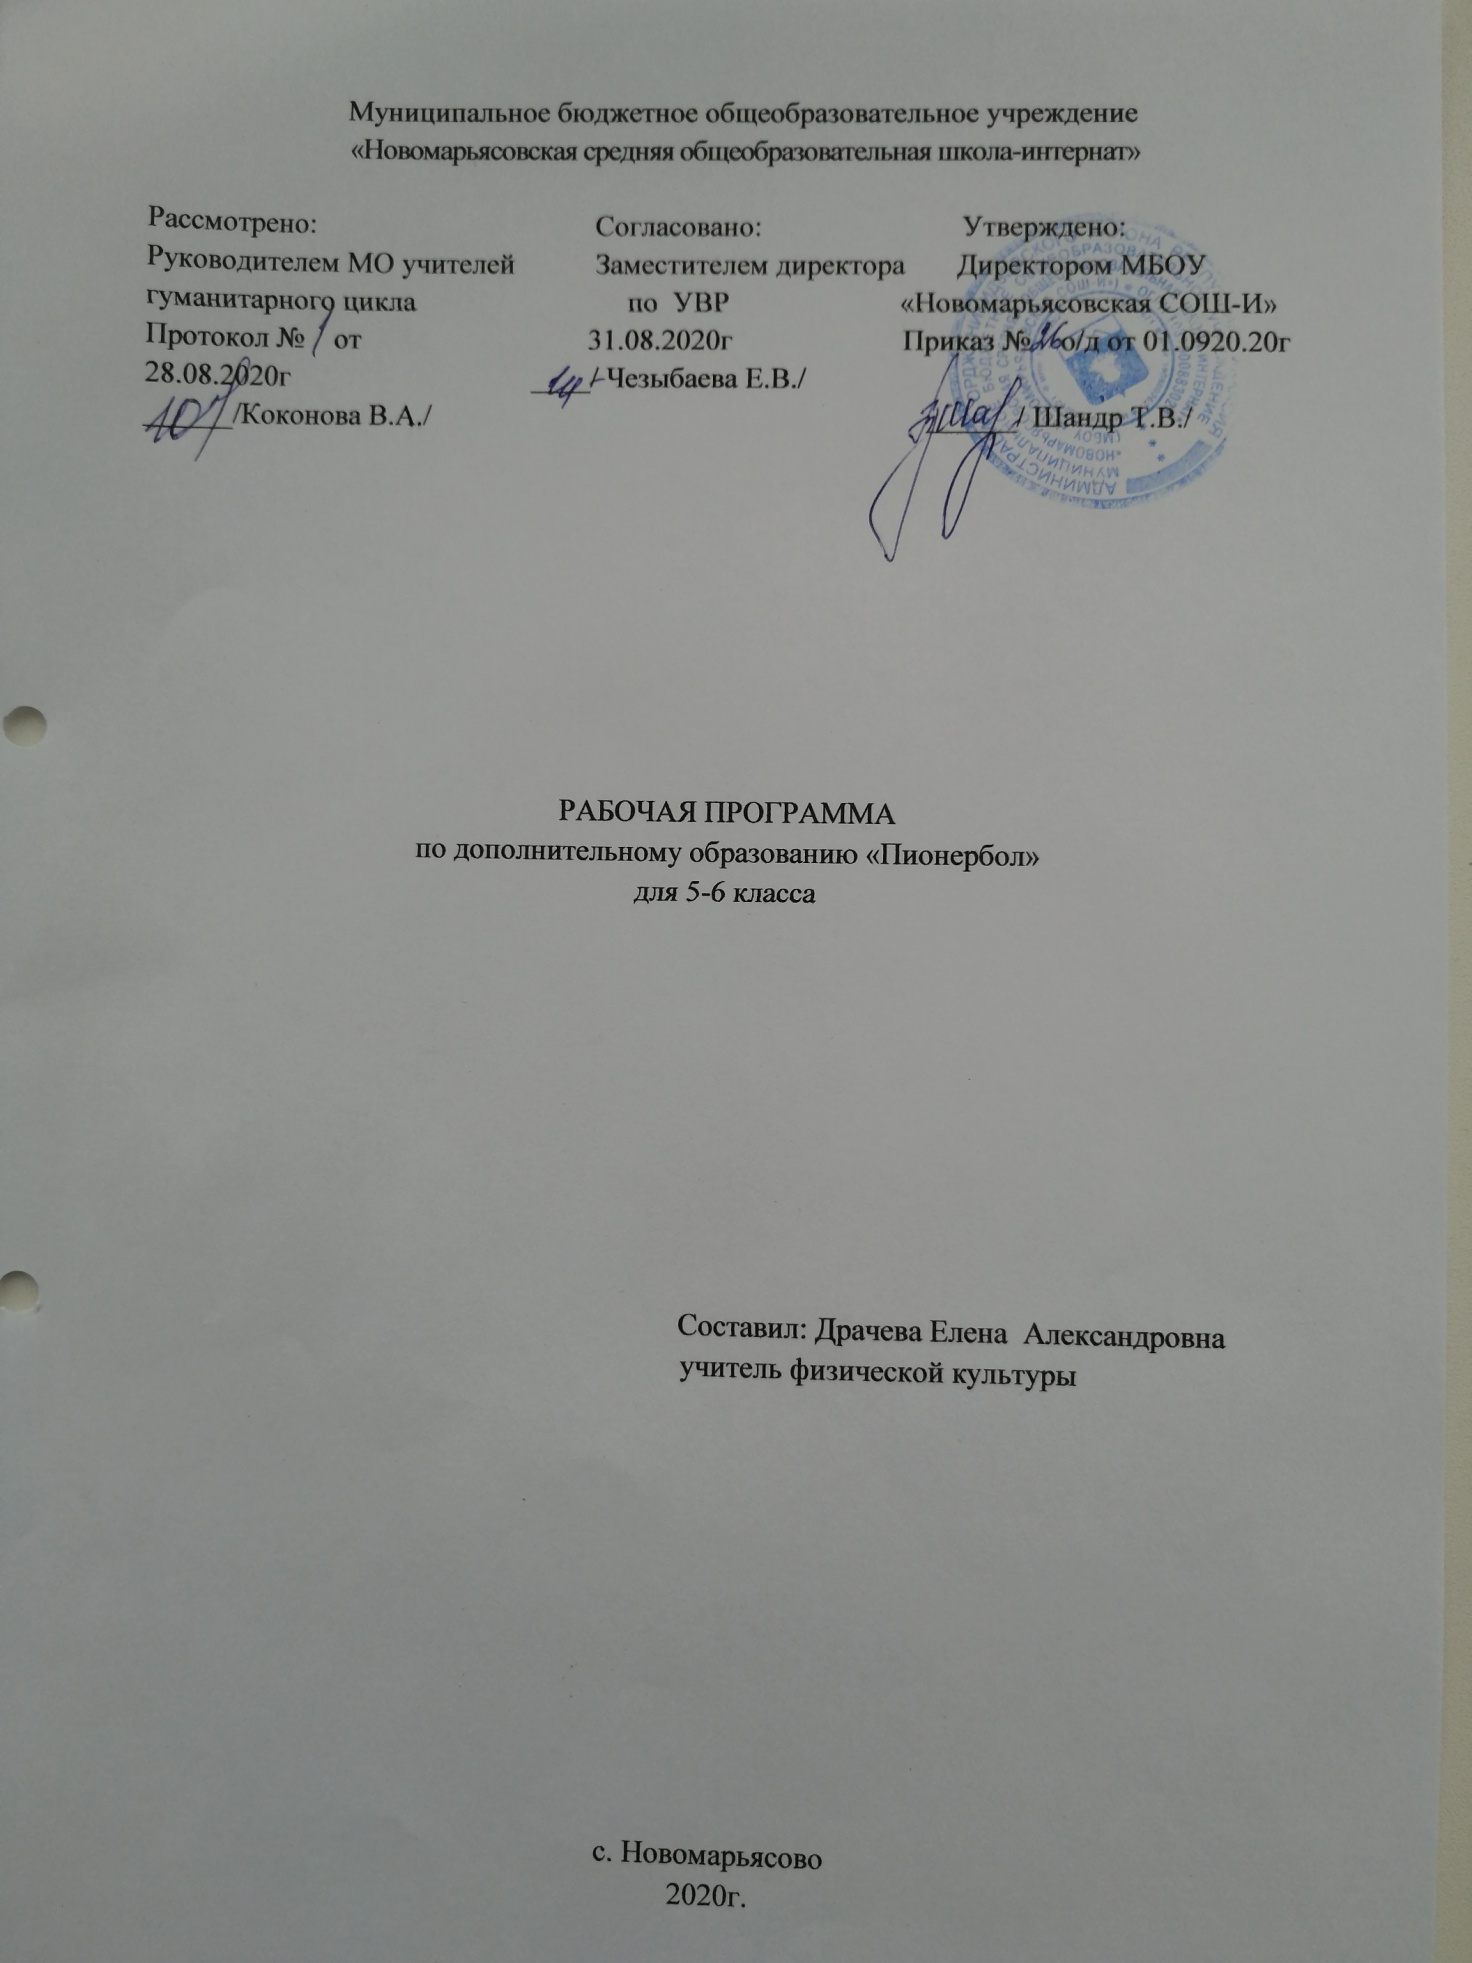 Муниципальное бюджетное общеобразовательное учреждение
«Новомарьясовская средняя общеобразовательная школа-интернат»
Рассмотрено:
Руководителем МО учителей
гуманитарного цикла
Протокол № 1 от
28.08.2020г
/Коконова В.А./
Согласовано:
Заместителем директора
по УВР
31.08.2020г
/ Чезыбаева Е.В./
Утверждено:
Директором МБОУ
«Новомарьясовская СОШ-И»
Приказ №26о/д от 01.0920.20г
/ Шандр Т.В./
РАБОЧАЯ ПРОГРАММА
по дополнительному образованию «Пионербол»
для 5-6 класса
Составил: Драчева Елена Александровна
учитель физической культуры
с. Новомарьясово
2020г.